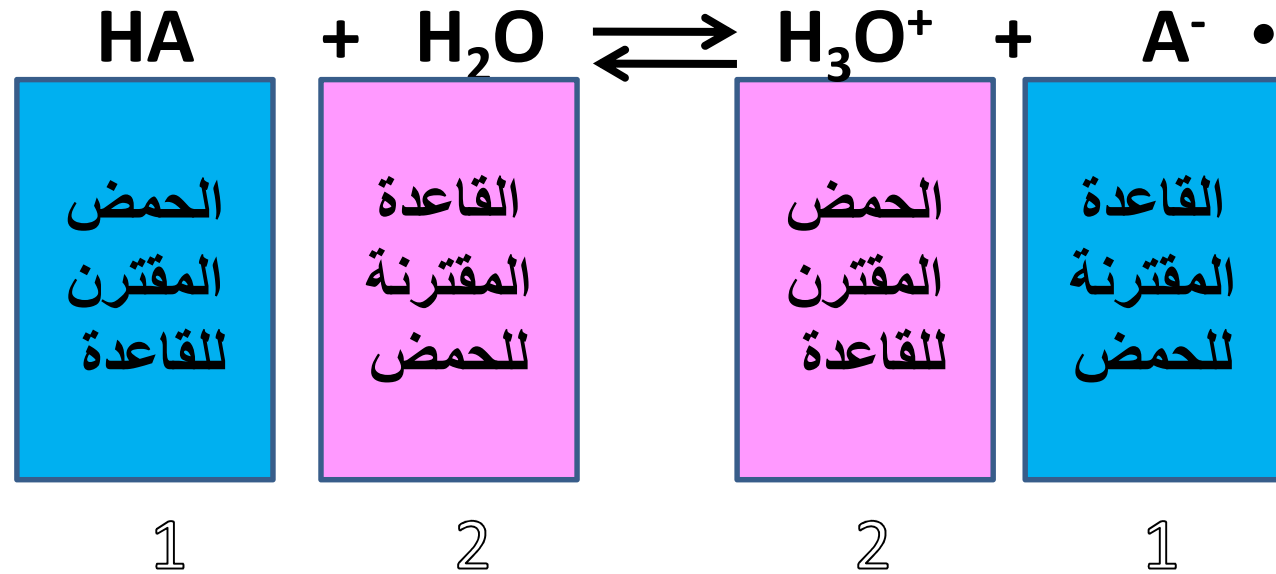 HA + H₂O ⇌ H₃O⁺ + A⁻ •
الحمض
المقترن
للقاعدة
القاعدة
المقترنة
للحمض
الحمض
المقترن
للقاعدة
القاعدة
المقترنة
للحمض
1 2 2 1